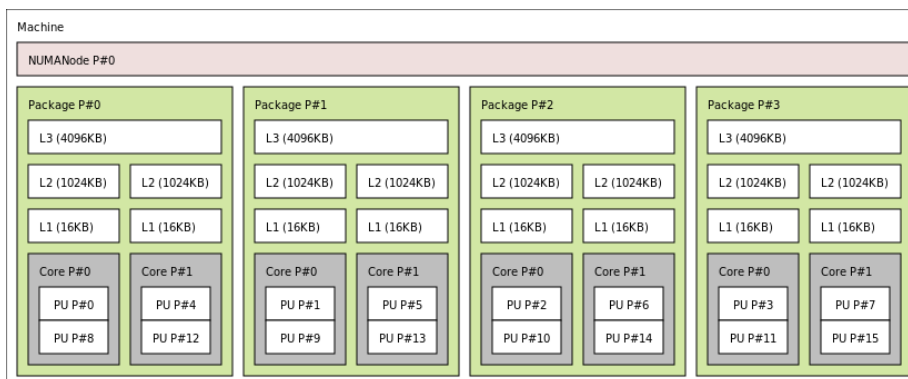 Machine
NUMANode P#0
Package P#0
L3 (4096KB)
L2 (1024KB) L2 (1024KB)
L1 (16KB) L1 (16KB)
Core P#0 Core P#1
PU P#0 PU P#4
PU P#8 PU P#12
Package P#1
L3 (4096KB)
L2 (1024KB) L2 (1024KB)
L1 (16KB) L1 (16KB)
Core P#0 Core P#1
PU P#1 PU P#5
PU P#9 PU P#13
Package P#2
L3 (4096KB)
L2 (1024KB) L2 (1024KB)
L1 (16KB) L1 (16KB)
Core P#0 Core P#1
PU P#2 PU P#6
PU P#10 PU P#14
Package P#3
L3 (4096KB)
L2 (1024KB) L2 (1024KB)
L1 (16KB) L1 (16KB)
Core P#0 Core P#1
PU P#3 PU P#7
PU P#11 PU P#15